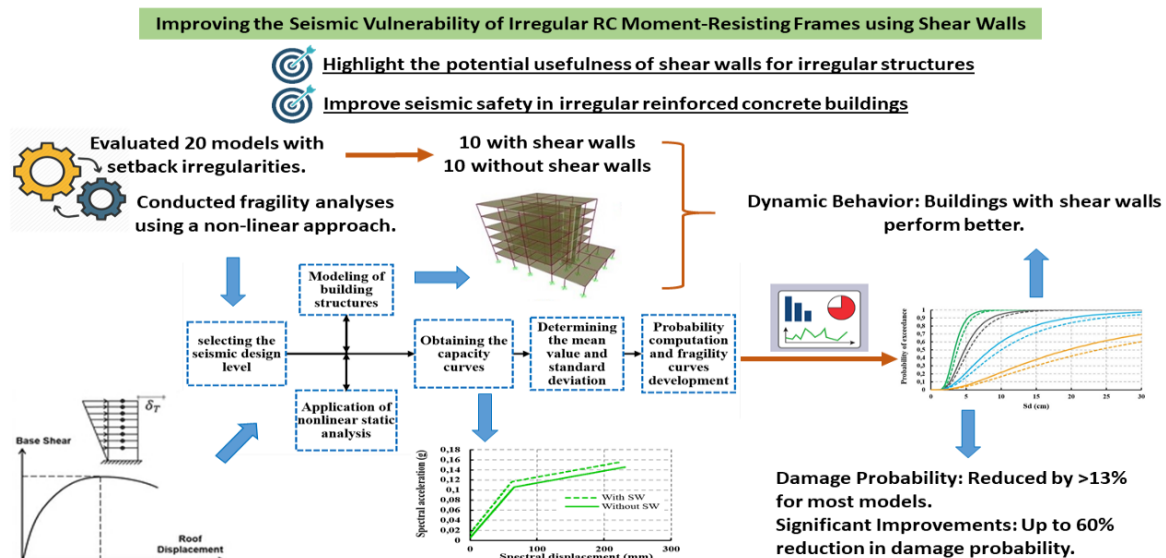 Improving the Seismic Vulnerability of Irregular RC Moment-Resisting Frames using Shear Walls
Highlight the potential usefulness of shear walls for irregular structures
Improve seismic safety in irregular reinforced concrete buildings
Evaluated 20 models with
setback irregularities.
10 with shear walls
10 without shear walls
Conducted fragility analyses
using a non-linear approach.
Dynamic Behavior: Buildings with shear walls
perform better.
Modeling of
building
structures
selecting the
seismic design
level
Obtaining the
capacity
curves
Determining
the mean
value and
standard
deviation
Probability
computation
and fragility
curves
development
Application of
nonlinear static
analysis
Probability of exceedance
1
0,9
0,8
0,7
0,6
0,5
0,4
0,3
0,2
0,1
0
0 5 10 15 20 25 30
Sd (cm)
δT
Base Shear
Roof
Displacement
Spectral acceleration (g)
0,18
0,16
0,14
0,12
0,1
0,08
0,06
0,04
0,02
0
With SW
Without SW
0 100 200 300
Spectral displacement (mm)
Damage Probability: Reduced by >13%
for most models.
Significant Improvements: Up to 60%
reduction in damage probability.